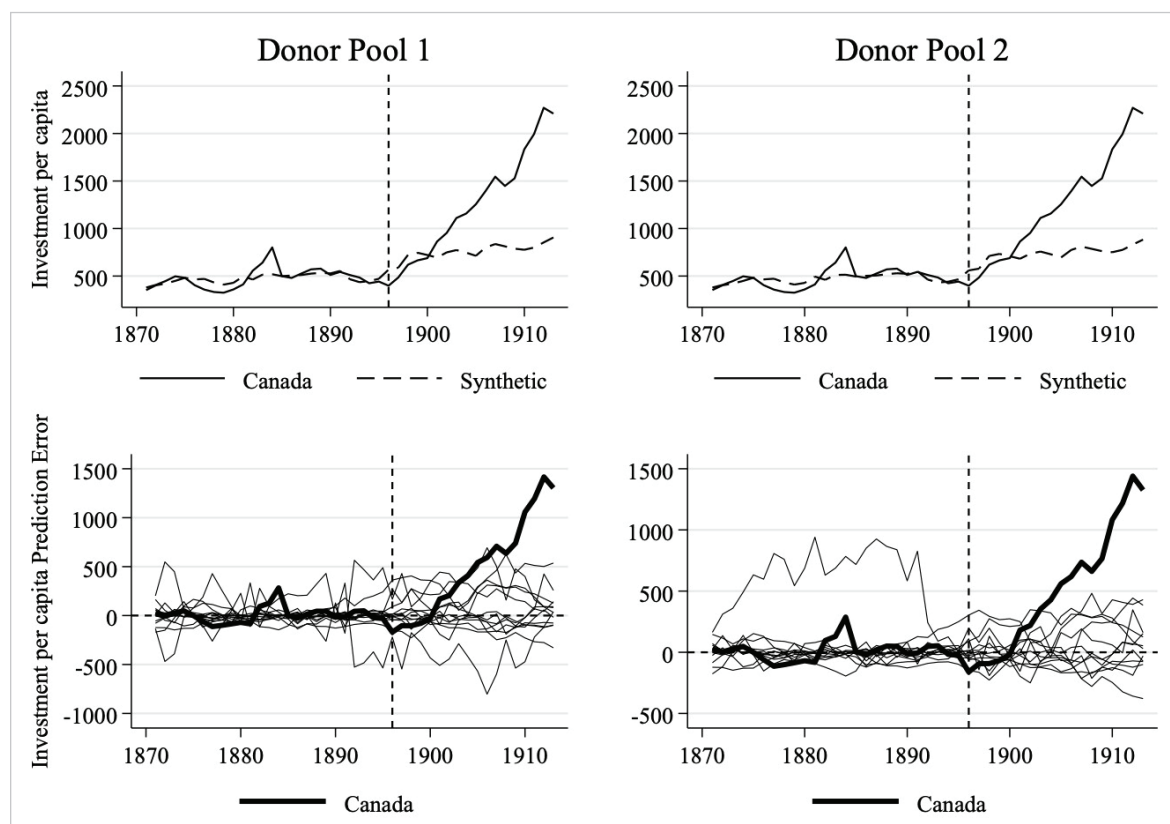 Donor Pool 1
Investment per capita
2500
2000
1500
1000
500
1870 1880 1890 1900 1910
Canada Synthetic
Donor Pool 2
2500
2000
1500
1000
500
1870 1880 1890 1900 1910
Canada Synthetic
Investment per capita Prediction Error
1500
1000
500
0
-500
-1000
1870 1880 1890 1900 1910
Canada
1500
1000
500
0
-500
1870 1880 1890 1900 1910
Canada